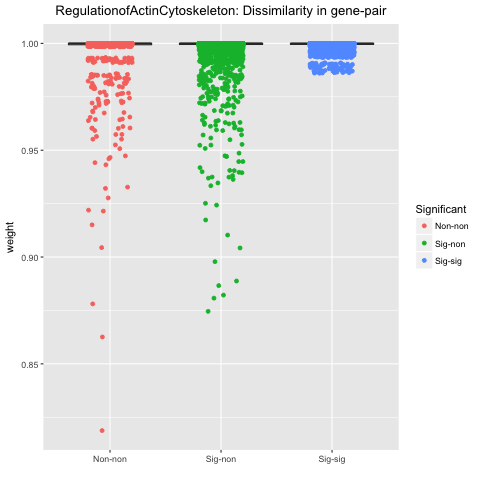 RegulationofActinCytoskeleton: Dissimilarity in gene-pair
1.00
0.95
0.90
0.85
weight
Non-non
Sig-non
Sig-sig
Significant
Non-non
Sig-non
Sig-sig